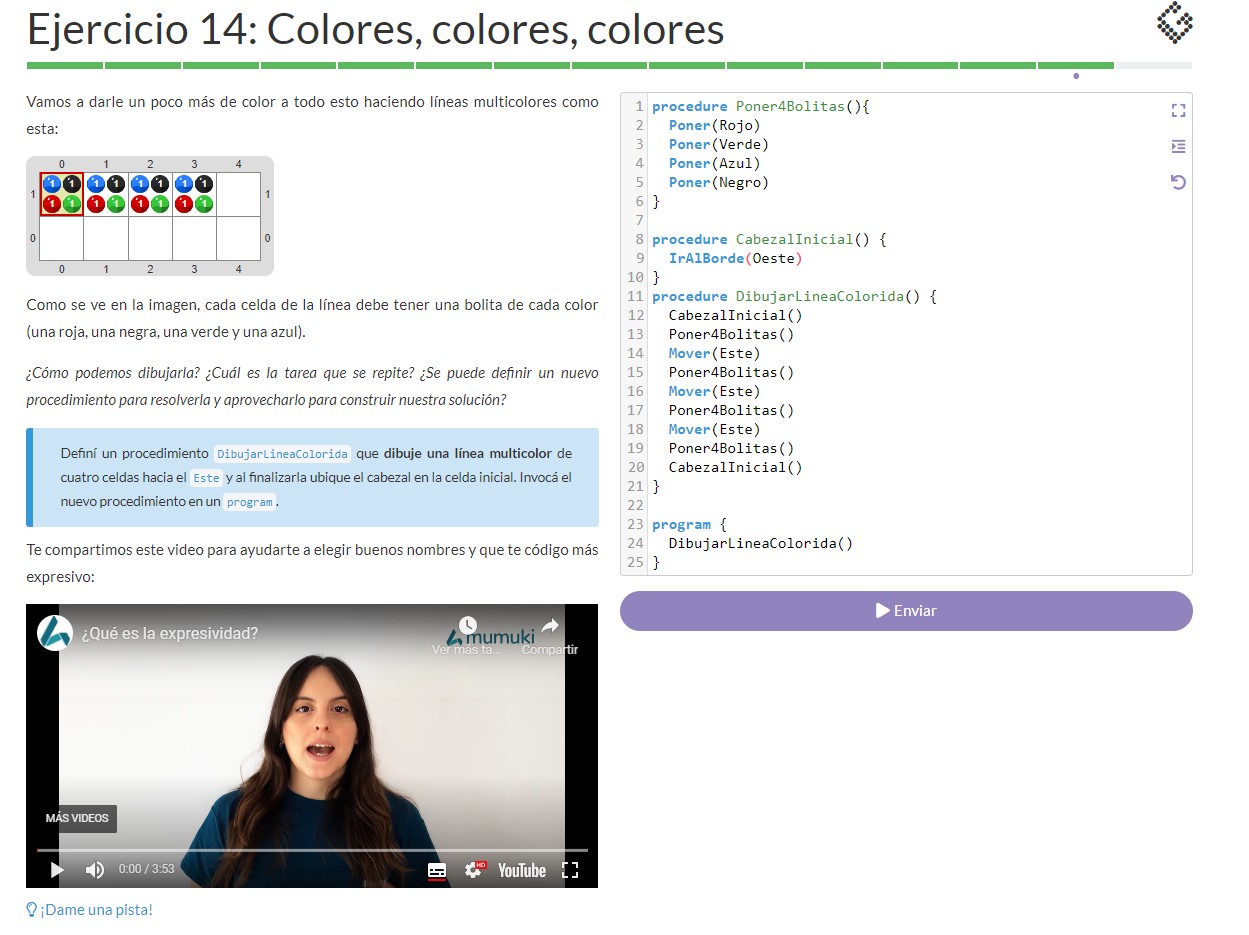 Ejercicio 14: Colores, colores, colores
Vamos a darle un poco más de color a todo esto haciendo líneas multicolores como
esta:
0 1 2 3 4
1 1 1 1 1 1 1 1 1 1
1 1 1 1 1 1 1 1
0 0
0 1 2 3 4
Como se ve en la imagen, cada celda de la línea debe tener una bolita de cada color
(una roja, una negra, una verde y una azul).
¿Cómo podemos dibujarla? ¿Cuál es la tarea que se repite? ¿Se puede definir un nuevo
procedimiento para resolverla y aprovecharlo para construir nuestra solución?
Definí un procedimiento DibujarLineaColorida que dibuje una línea multicolor de
cuatro celdas hacia el Este y al finalizarla ubique el cabezal en la celda inicial. Invocá el
nuevo procedimiento en un program.
Te compartimos este video para ayudarte a elegir buenos nombres y que te código más
expresivo:
¿Qué es la expresividad?
mumuki
Ver más ta... Compartir
MÁS VIDEOS
0:00 / 3:53
HD
YouTube
¡Dame una pista!
1 procedure Poner4Bolitas(){
2 Poner(Rojo)
3 Poner(Verde)
4 Poner(Azul)
5 Poner(Negro)
6 }
7
8 procedure CabezalInicial() {
9 IrAlBorde(Oeste)
10 }
11 procedure DibujarLineaColorida() {
12 CabezalInicial()
13 Poner4Bolitas()
14 Mover(Este)
15 Poner4Bolitas()
16 Mover(Este)
17 Poner4Bolitas()
18 Mover(Este)
19 Poner4Bolitas()
20 CabezalInicial()
21 }
22
23 program {
24 DibujarLineaColorida()
25 }
Enviar